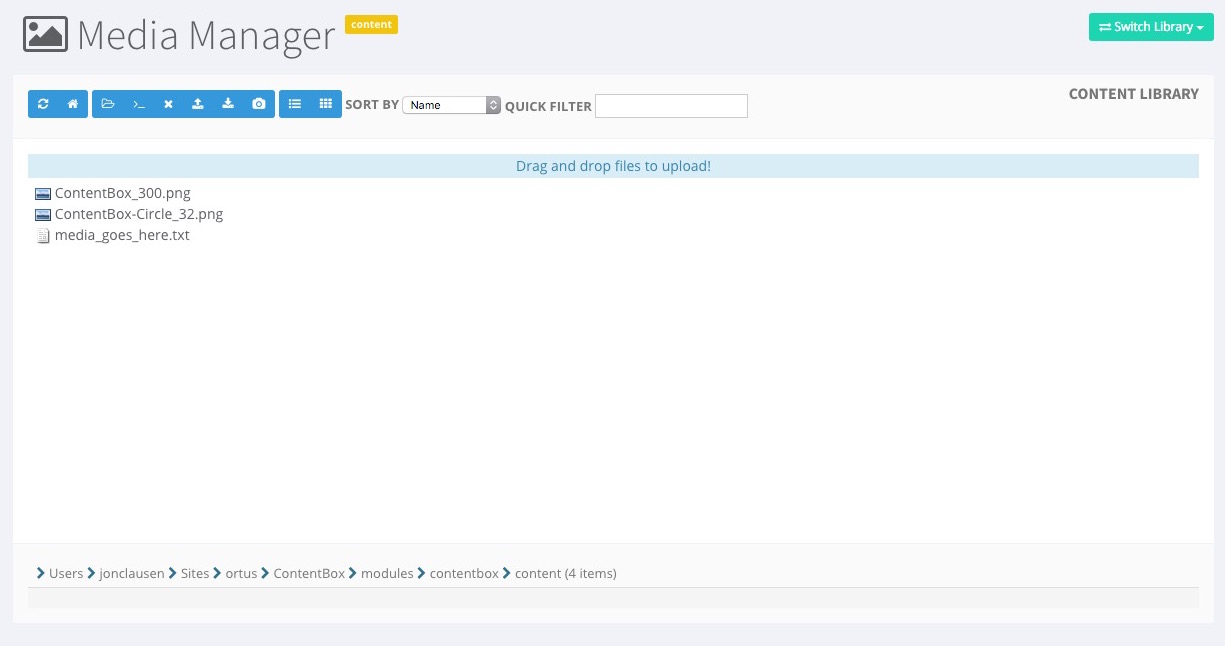 Media Manager content
Switch Library
SORT BY Name QUICK FILTER
CONTENT LIBRARY
Drag and drop files to upload!
ContentBox_300.png
ContentBox-Circle_32.png
media_goes_here.txt
Users jonclausen Sites ortus ContentBox modules contentbox content (4 items)